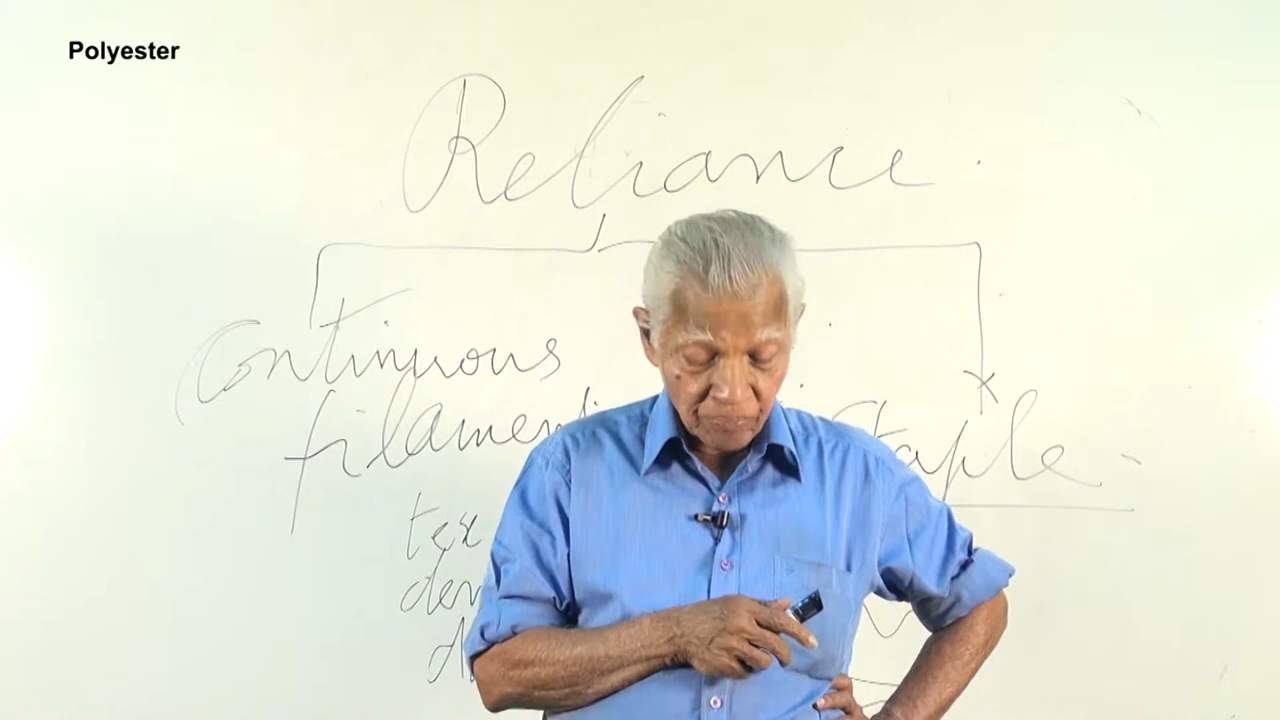 Polyester
Reliance
Continuous
filament
Staple
tex
den
d